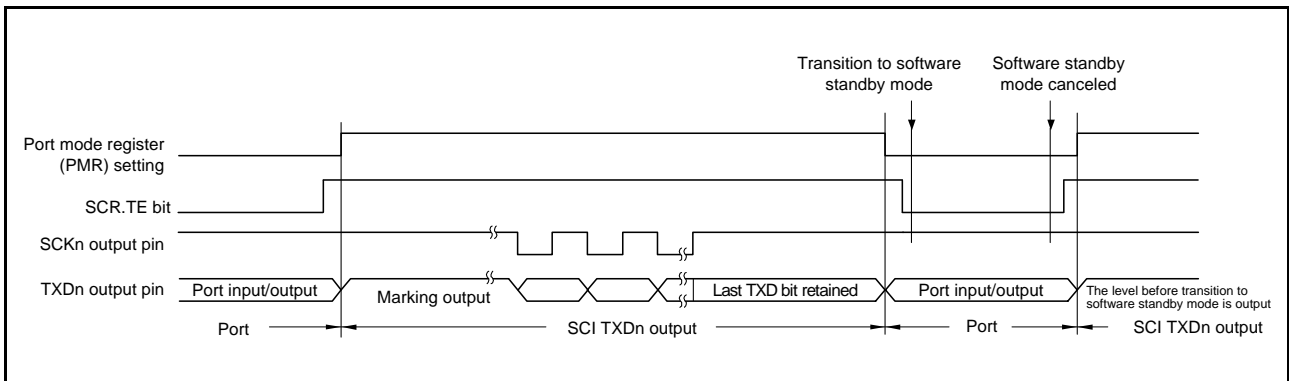 Transition to software
standby mode
Software standby
mode canceled
Port mode register
(PMR) setting
SCR.TE bit
SCKn output pin
TXDn output pin
Port input/output
Marking output
Last TXD bit retained
Port input/output
The level before transition to
software standby mode is output
Port
SCI TXDn output
Port
SCI TXDn output